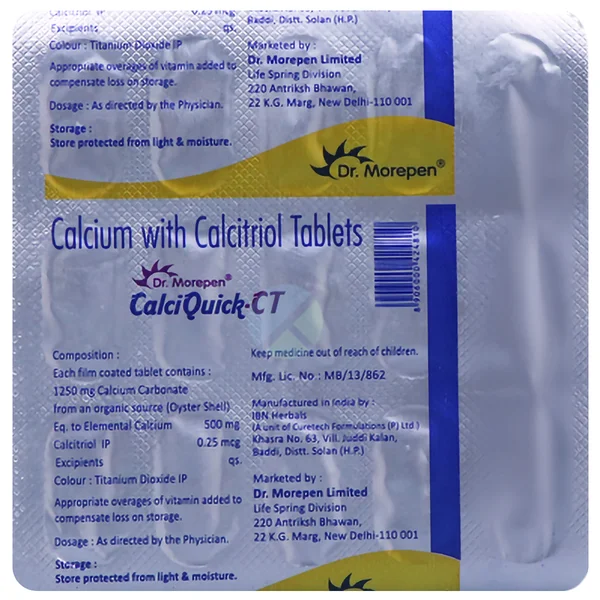 0.25 mcg
Excipients qs.
Colour : Titanium Dioxide IP
Appropriate overages of vitamin added to
compensate loss on storage.
Dosage : As directed by the Physician.
Storage :
Store protected from light & moisture.
Baddi, Distt. Solan (H.P.)
Marketed by :
Dr. Morepen Limited
Life Spring Division
220 Antriksh Bhawan,
22 K.G. Marg, New Delhi-110 001
Dr. Morepen®
Calcium with Calcitriol Tablets
Dr. Morepen®
CalciQuick-CT
8906000424810
Composition :
Each film coated tablet contains :
1250 mg Calcium Carbonate
from an organic source (Oyster Shell)
Eq. to Elemental Calcium 500 mg
Calcitriol IP 0.25 mcg
Excipients qs.
Colour : Titanium Dioxide IP
Appropriate overages of vitamin added to
compensate loss on storage.
Dosage : As directed by the Physician.
Storage :
Store protected from light & moisture.
Keep medicine out of reach of children.
Mfg. Lic. No.: MB/13/862
Manufactured in India by :
IBN Herbals
(A unit of Curetech Formulations (P) Ltd.)
Khasra No. 63, Vill. Juddi Kalan,
Baddi, Distt. Solan (H.P.)
Marketed by :
Dr. Morepen Limited
Life Spring Division
220 Antriksh Bhawan,
22 K.G. Marg, New Delhi-110 001